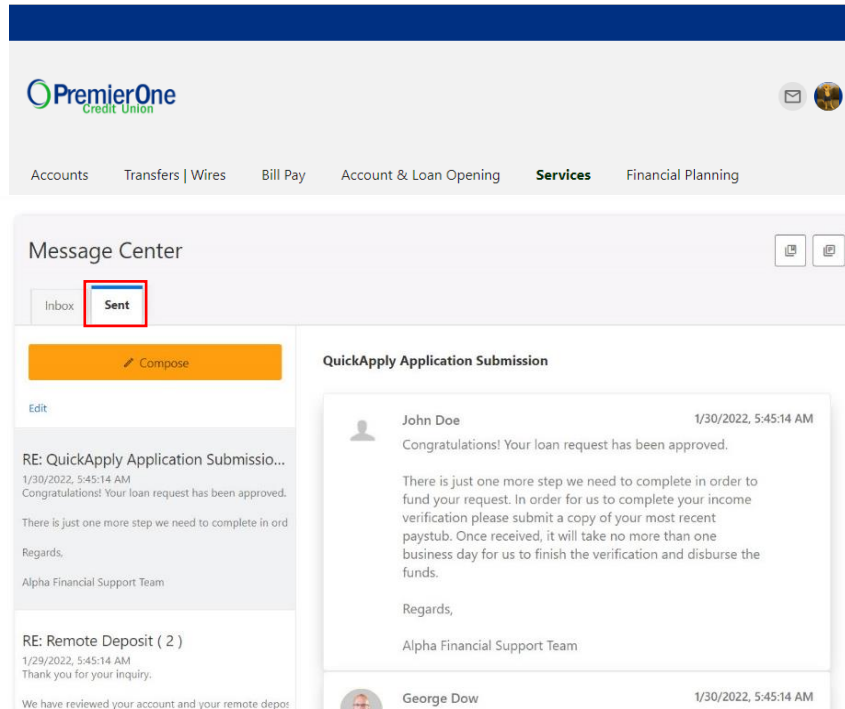 PremierOne
Credit Union
Accounts Transfers | Wires Bill Pay Account & Loan Opening Services Financial Planning
Message Center
Inbox Sent
Compose
Edit
RE: QuickApply Application Submissio...
1/30/2022, 5:45:14 AM
Congratulations! Your loan request has been approved.
There is just one more step we need to complete in ord
Regards,
Alpha Financial Support Team
RE: Remote Deposit ( 2 )
1/29/2022, 5:45:14 AM
Thank you for your inquiry.
We have reviewed your account and your remote depos
QuickApply Application Submission
John Doe 1/30/2022, 5:45:14 AM
Congratulations! Your loan request has been approved.
There is just one more step we need to complete in order to
fund your request. In order for us to complete your income
verification please submit a copy of your most recent
paystub. Once received, it will take no more than one
business day for us to finish the verification and disburse the
funds.
Regards,
Alpha Financial Support Team
George Dow 1/30/2022, 5:45:14 AM